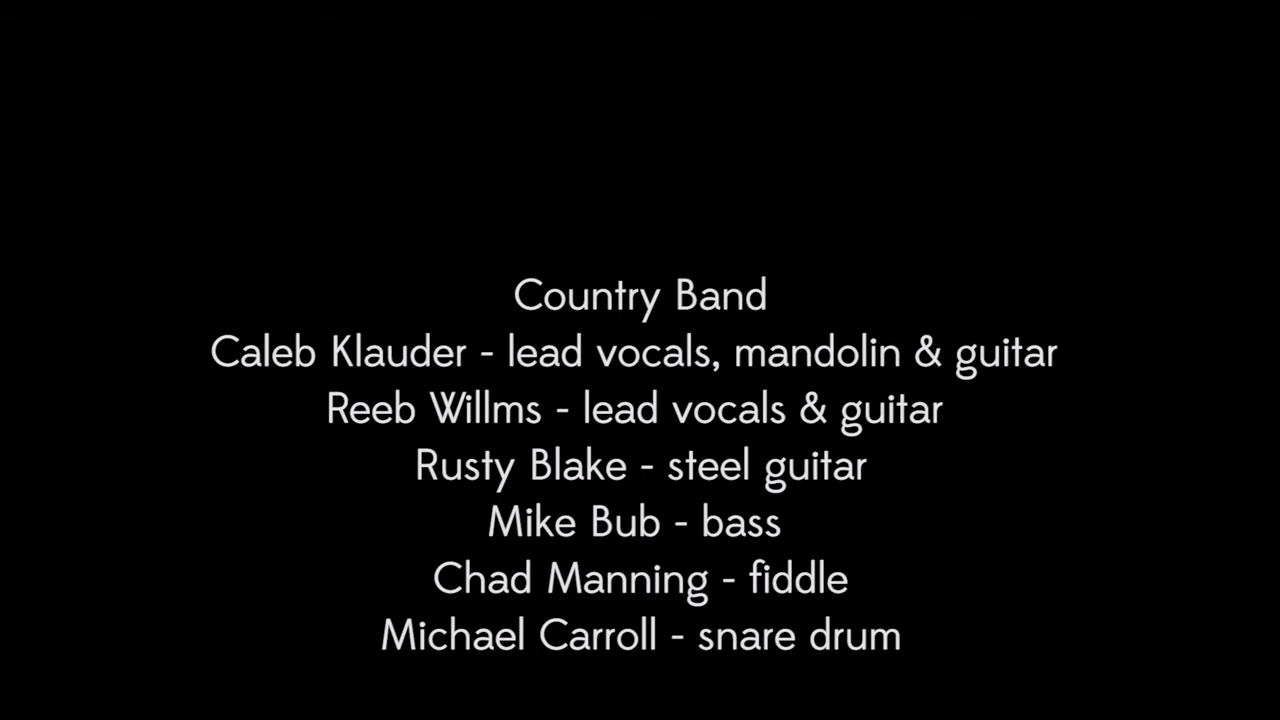 Country Band
Caleb Klauder - lead vocals, mandolin & guitar
Reeb Willms - lead vocals & guitar
Rusty Blake - steel guitar
Mike Bub - bass
Chad Manning - fiddle
Michael Carroll - snare drum